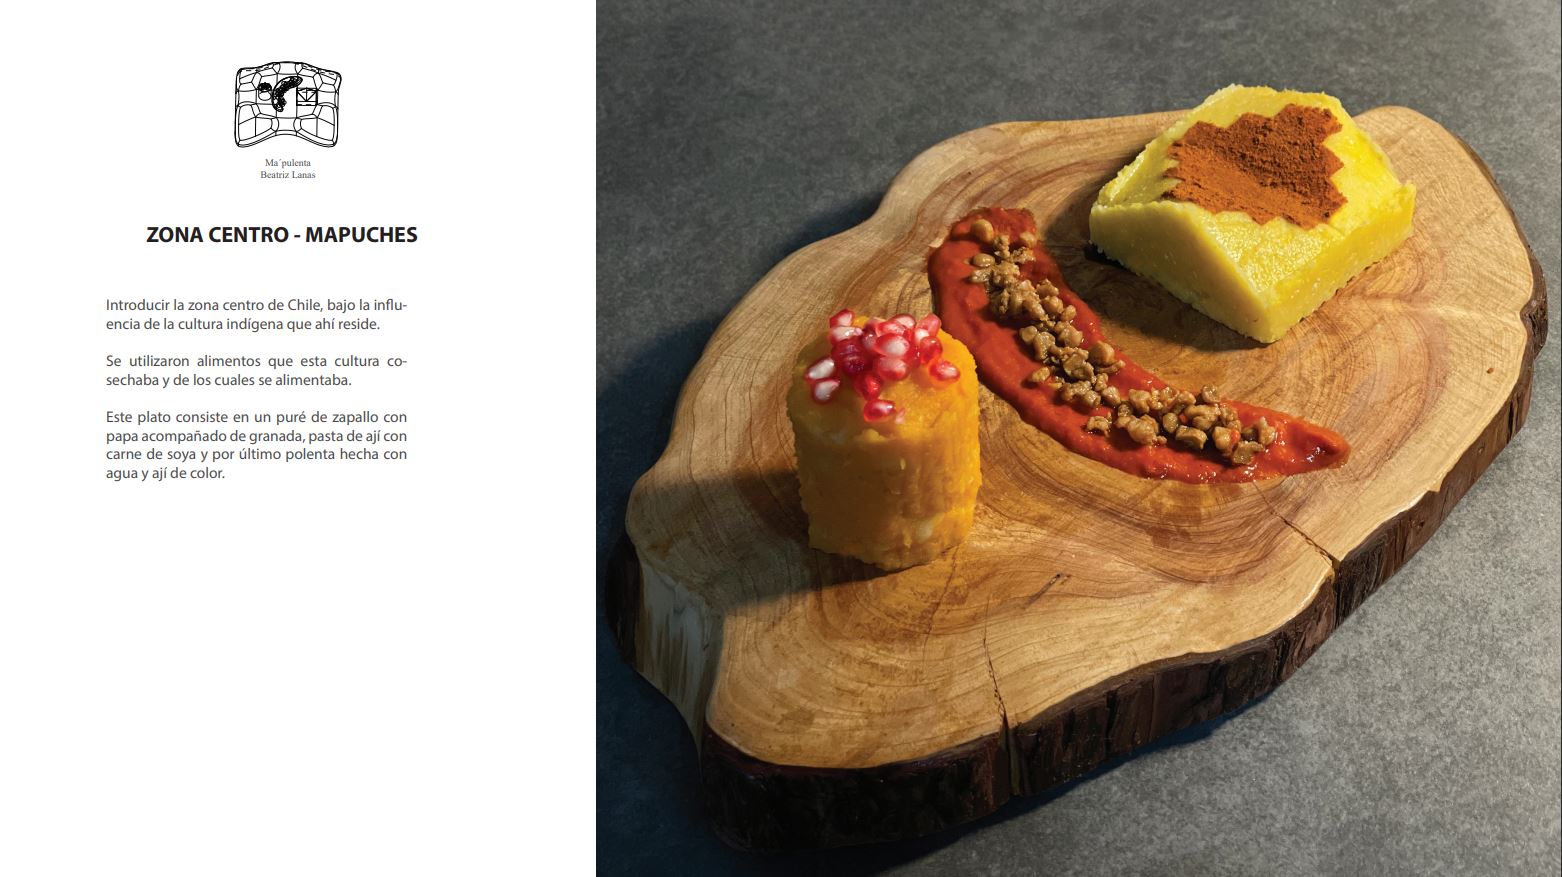 Ma´pulenta
Beatriz Lanas
ZONA CENTRO - MAPUCHES
Introducir la zona centro de Chile, bajo la influ-
encia de la cultura indígena que ahí reside.
Se utilizaron alimentos que esta cultura co-
sechaba y de los cuales se alimentaba.
Este plato consiste en un puré de zapallo con
papa acompañado de granada, pasta de ají con
carne de soya y por último polenta hecha con
agua y ají de color.